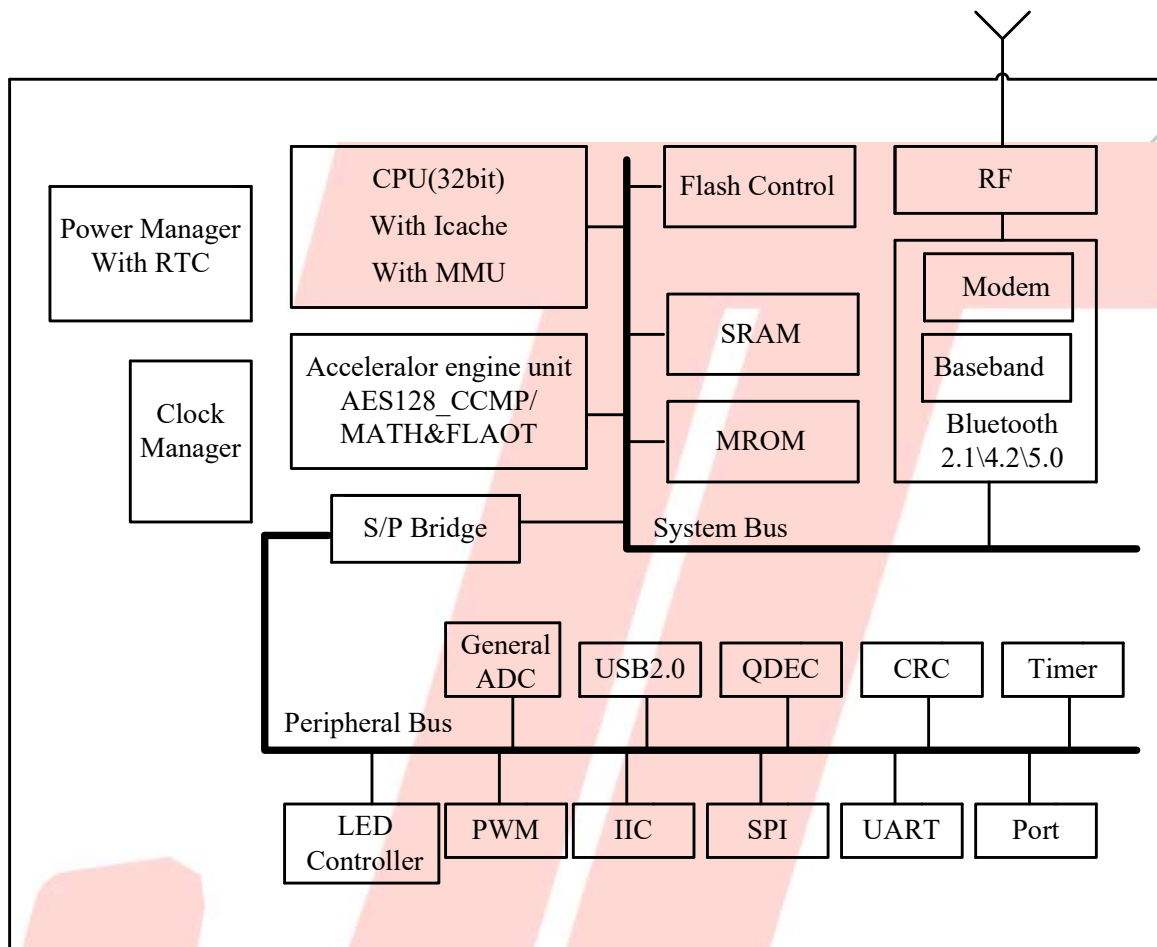 CPU(32bit)
With Icache
With MMU
Flash Control
RF
Power Manager
With RTC
Modem
SRAM
Acceleralor engine unit
AES128_CCMP/
MATH&FLAOT
Baseband
Clock
Manager
MROM
Bluetooth
2.1\4.2\5.0
S/P Bridge
System Bus
General
ADC
USB2.0
QDEC
CRC
Timer
Peripheral Bus
LED
Controller
PWM
IIC
SPI
UART
Port